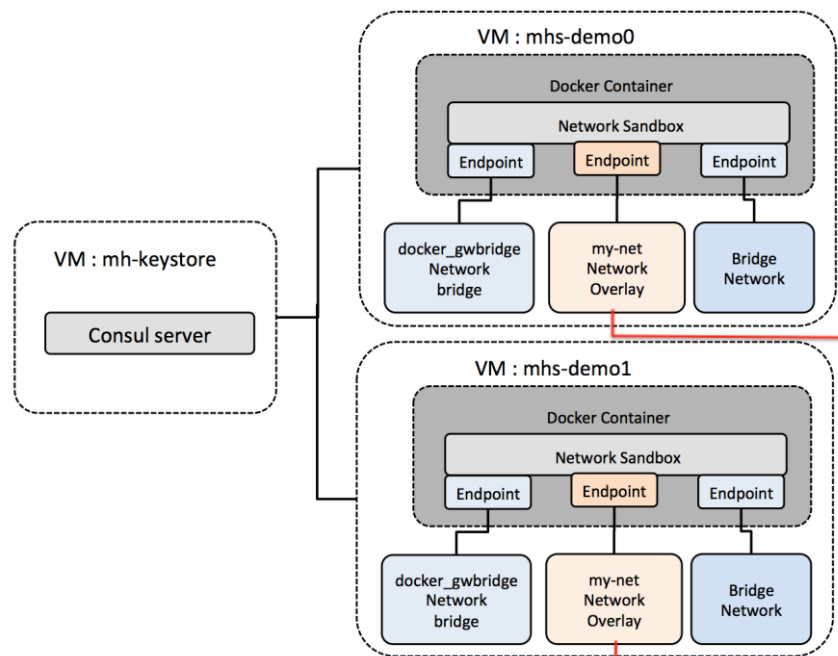 VM : mhs-demo0
Docker Container
Network Sandbox
Endpoint
Endpoint
Endpoint
docker_gwbridge
Network
bridge
my-net
Network
Overlay
Bridge
Network
VM : mh-keystore
Consul server
VM : mhs-demo1
Docker Container
Network Sandbox
Endpoint
Endpoint
Endpoint
docker_gwbridge
Network
bridge
my-net
Network
Overlay
Bridge
Network